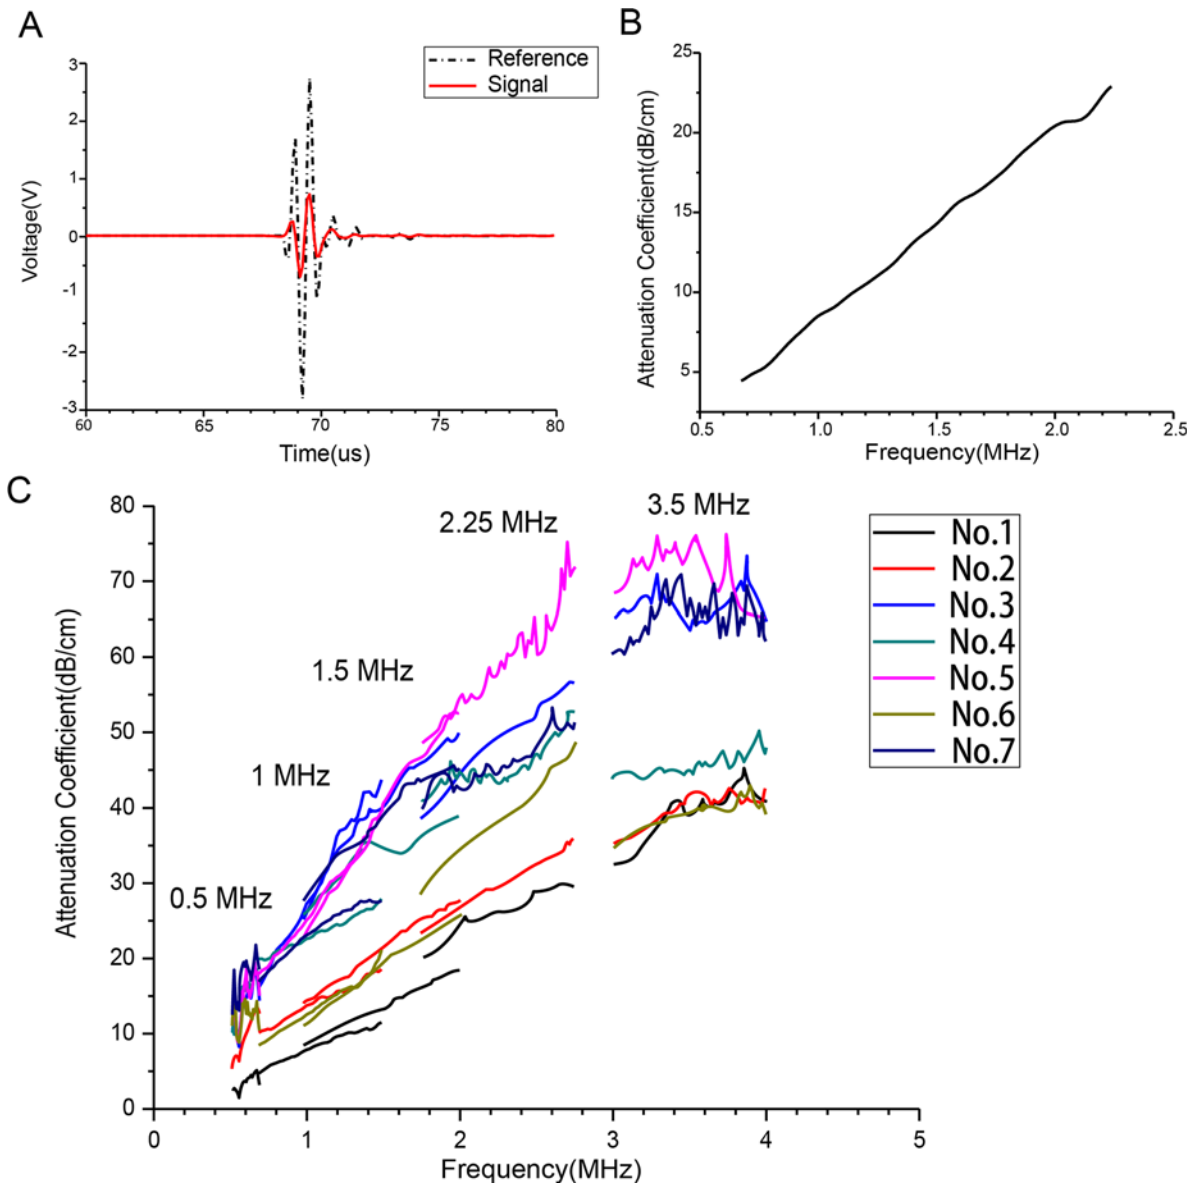 A
Reference
Signal
3
2
1
0
-1
-2
-3
Voltage(V)
60
65
70
75
80
Time(us)
B
25
20
15
10
5
Attenuation Coefficient(dB/cm)
0.5
1.0
1.5
2.0
2.5
Frequency(MHz)
C
80
70
60
50
40
30
20
10
0
Attenuation Coefficient(dB/cm)
0.5 MHz
1 MHz
1.5 MHz
2.25 MHz
3.5 MHz
No.1
No.2
No.3
No.4
No.5
No.6
No.7
0
1
2
3
4
5
Frequency(MHz)